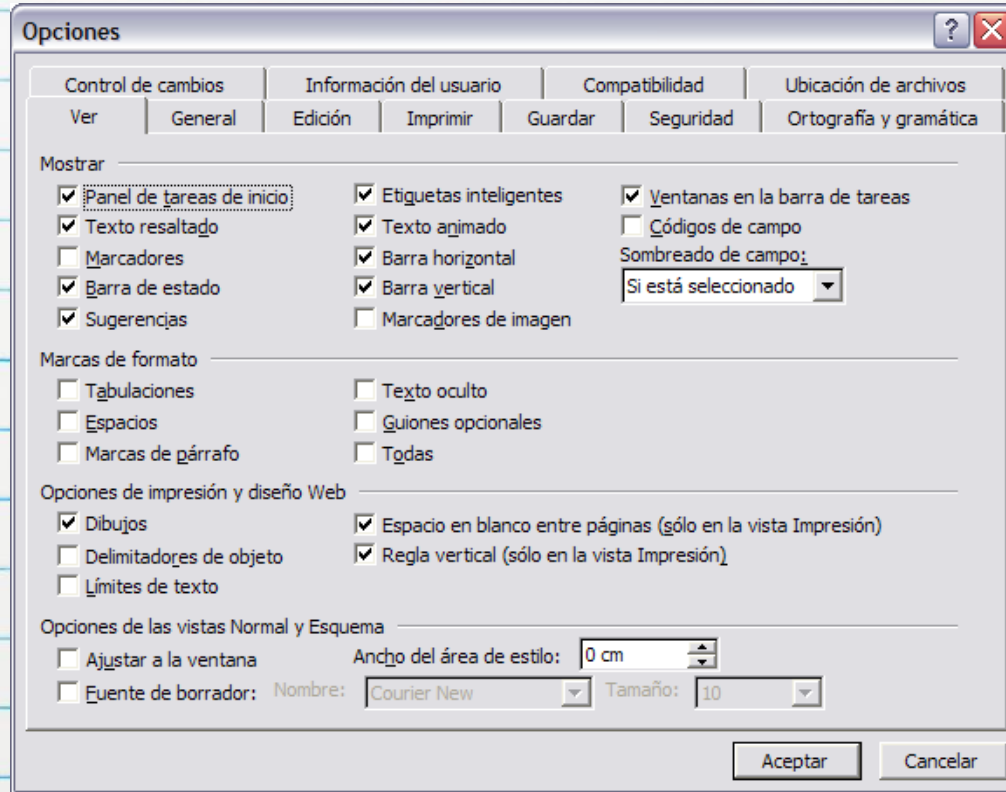 Opciones
Control de cambios Información del usuario Compatibilidad Ubicación de archivos
Ver General Edición Imprimir Guardar Seguridad Ortografía y gramática
Mostrar
Panel de tareas de inicio Etiquetas inteligentes Ventanas en la barra de tareas
Texto resaltado Texto animado Códigos de campo
Marcadores Barra horizontal Sombreado de campo:
Barra de estado Barra vertical Si está seleccionado
Sugerencias Marcadores de imagen
Marcas de formato
Tabulaciones Texto oculto
Espacios Guiones opcionales
Marcas de párrafo Todas
Opciones de impresión y diseño Web
Dibujos Espacio en blanco entre páginas (sólo en la vista Impresión)
Delimitadores de objeto Regla vertical (sólo en la vista Impresión)
Límites de texto
Opciones de las vistas Normal y Esquema
Ajustar a la ventana Ancho del área de estilo: 0 cm
Fuente de borrador: Nombre: Courier New Tamaño: 10
Aceptar Cancelar